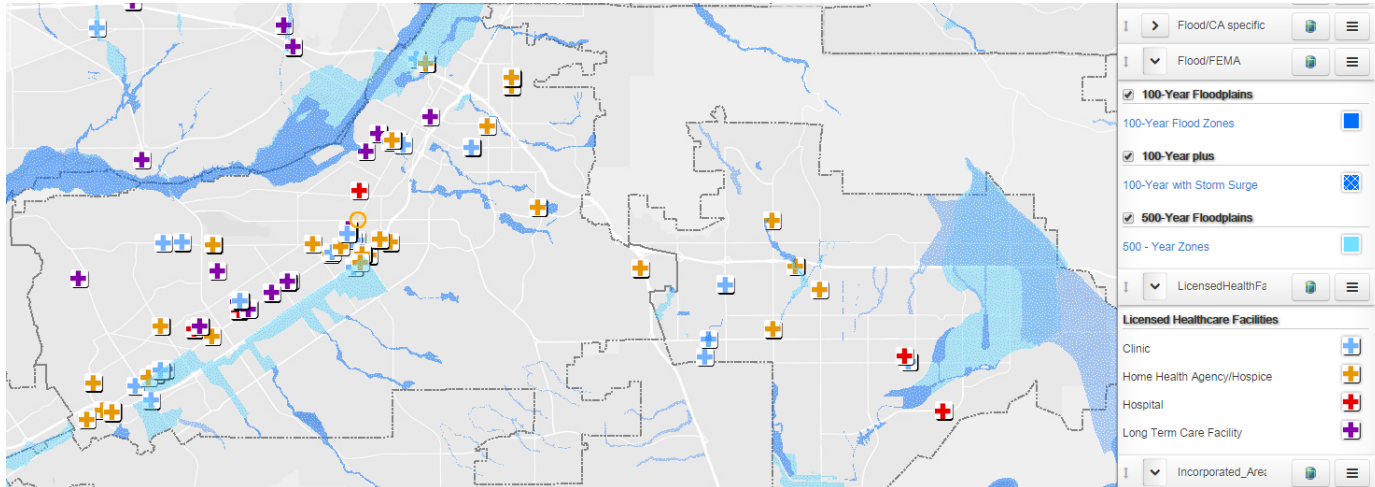 Flood/CA specific
Flood/FEMA
100-Year Floodplains
100-Year Flood Zones
100-Year plus
100-Year with Storm Surge
500-Year Floodplains
500 - Year Zones
LicensedHealthFa
Licensed Healthcare Facilities
Clinic
Home Health Agency/Hospice
Hospital
Long Term Care Facility
Incorporated_Area